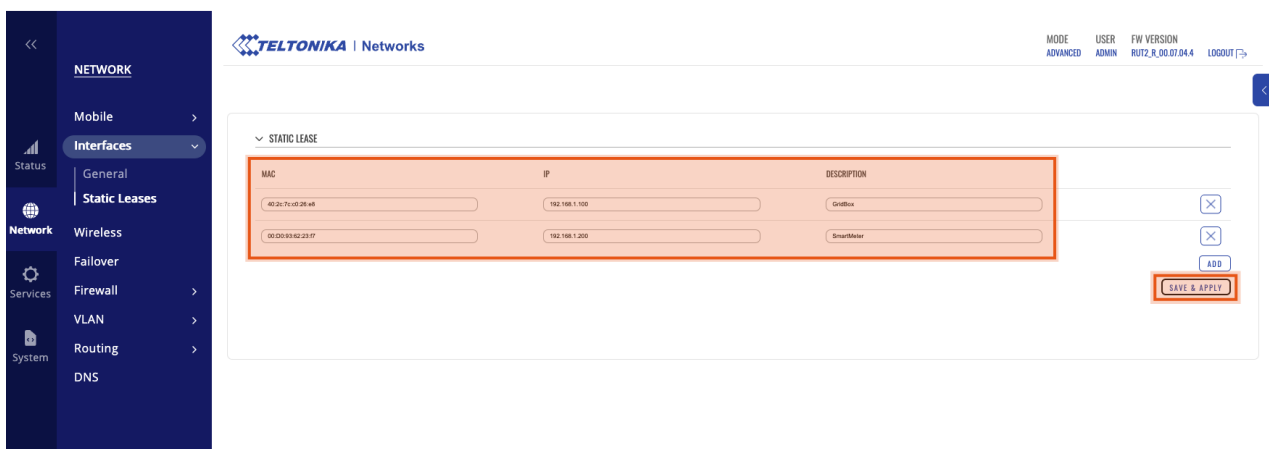 TELTONIKA | Networks
MODE USER FW VERSION
ADVANCED ADMIN RUT2_R_00.07.04.4 LOGOUT
NETWORK
Mobile
Interfaces
General
Static Leases
Wireless
Failover
Firewall
VLAN
Routing
DNS
Status
Network
Services
System
STATIC LEASE
MAC IP DESCRIPTION
40:2c:7c:c0:26:e8 192.168.1.100 GridBox
00:D0:93:62:23:f7 192.168.1.200 SmartMeter
ADD
SAVE & APPLY